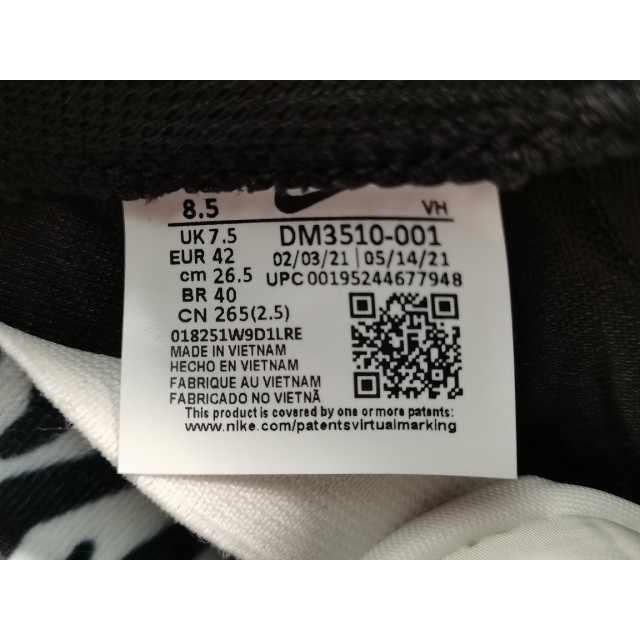 8.5 VH
UK 7.5 DM3510-001
EUR 42 02/03/21 05/14/21
cm 26.5 UPC 00195244677948
BR 40
CN 265(2.5)
018251W9D1LRE
MADE IN VIETNAM
HECHO EN VIETNAM
FABRIQUE AU VIETNAM
FABRICADO NO VIETNÃ
This product is covered by one or more patents:
www.nike.com/patentsvirtualmarking